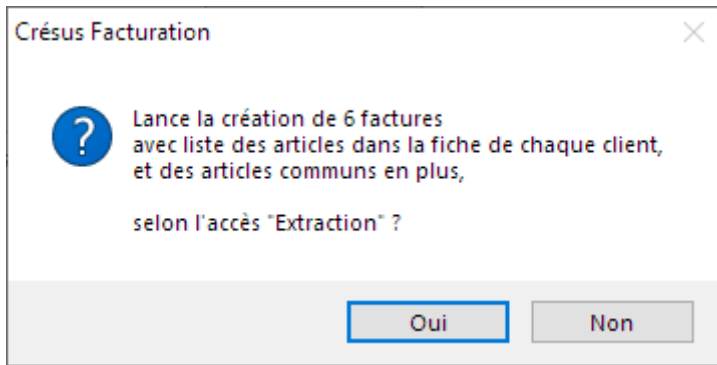 Crésus Facturation
Lance la création de 6 factures
avec liste des articles dans la fiche de chaque client,
et des articles communs en plus,
selon l'accès "Extraction" ?
Oui
Non